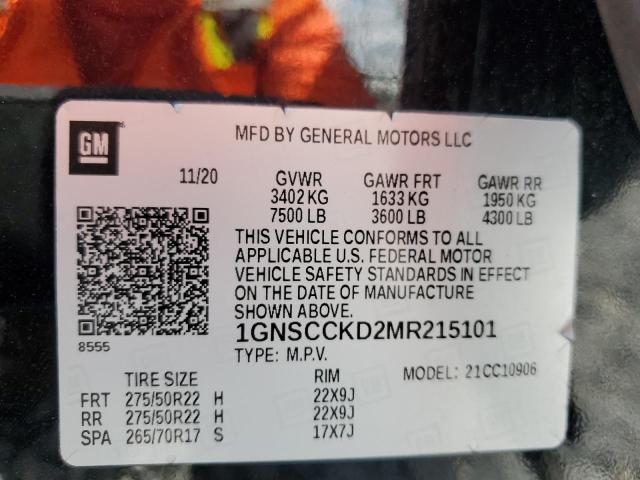 GM
MFD BY GENERAL MOTORS LLC
11/20 GVWR GAWR FRT GAWR RR
3402 KG 1633 KG 1950 KG
7500 LB 3600 LB 4300 LB
THIS VEHICLE CONFORMS TO ALL
APPLICABLE U.S. FEDERAL MOTOR
VEHICLE SAFETY STANDARDS IN EFFECT
ON THE DATE OF MANUFACTURE
SHOWN ABOVE.
8555
1GNSCCKD2MR215101
TYPE: M.P.V.
MODEL: 21CC10906
TIRE SIZE RIM
FRT 275/50R22 H 22X9J
RR 275/50R22 H 22X9J
SPA 265/70R17 S 17X7J